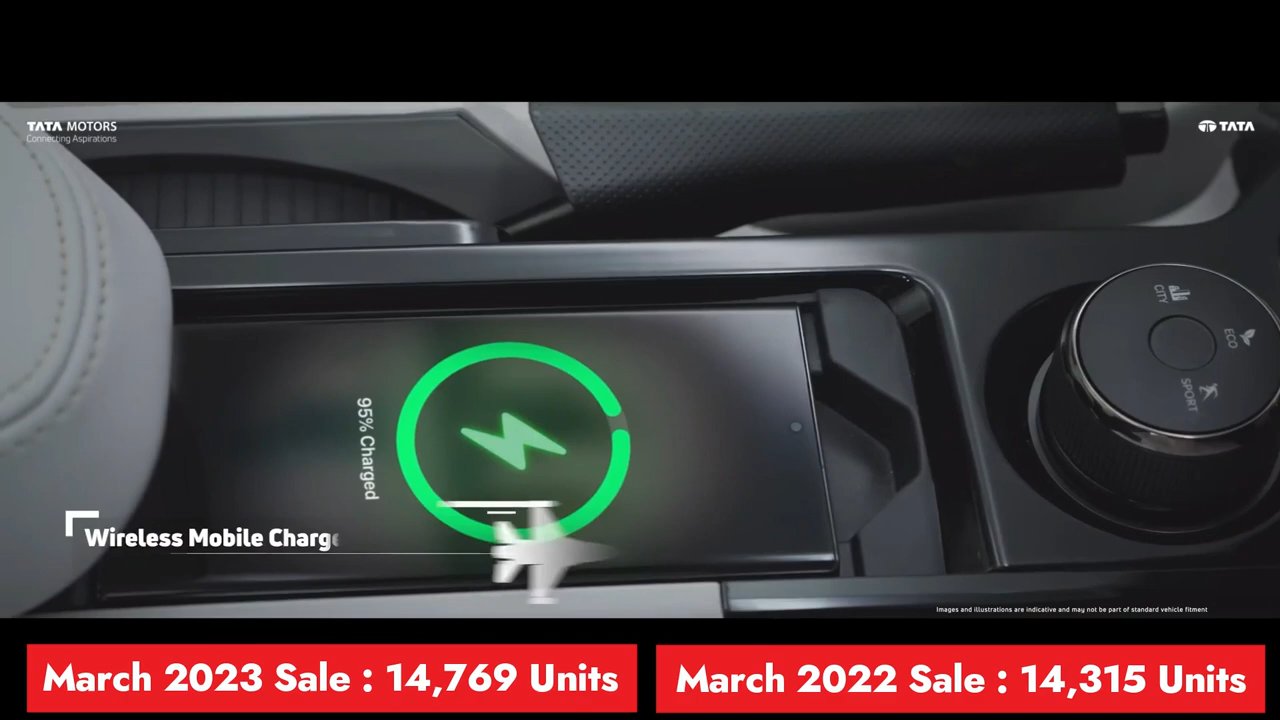 TATA MOTORS
Connecting Aspirations
TATA
CITY
ECO
SPORT
95% Charged
Wireless Mobile Charge
Images and illustrations are indicative and may not be part of standard vehicle fitment
March 2023 Sale : 14,769 Units
March 2022 Sale : 14,315 Units